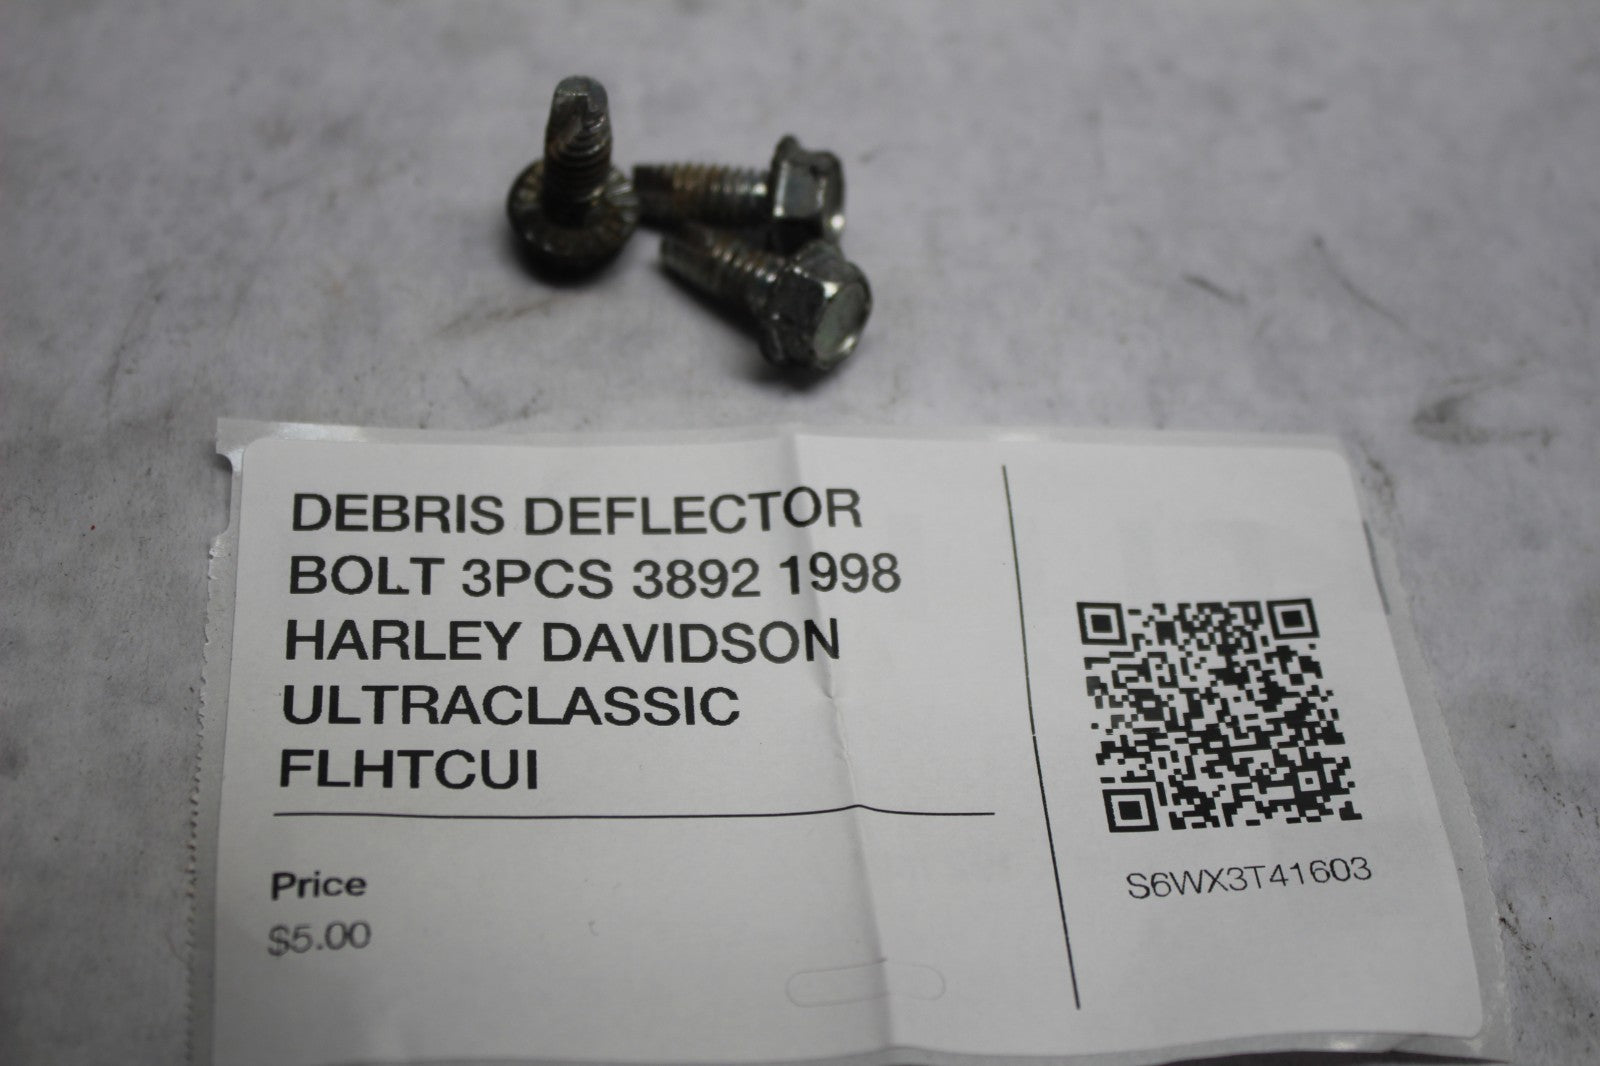 DEBRIS DEFLECTOR
BOLT 3PCS 3892 1998
HARLEY DAVIDSON
ULTRACLASSIC
FLHTCUI
Price
$5.00
S6WX3T41603